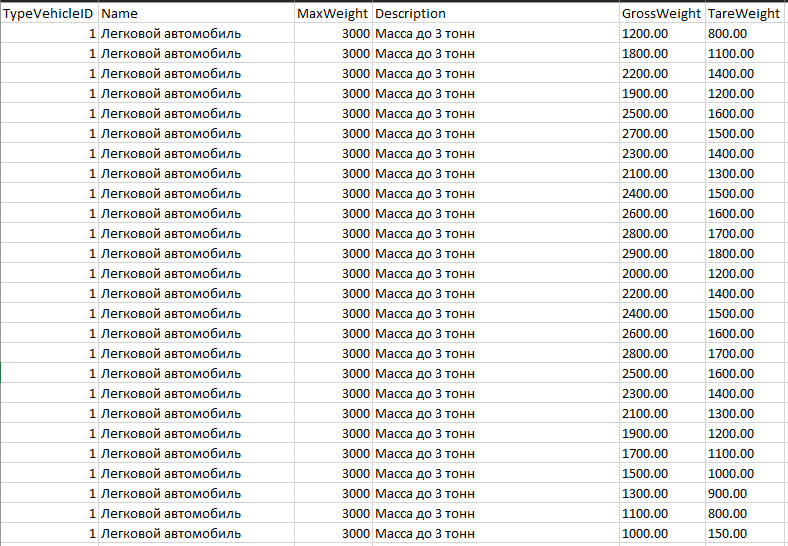 TypeVehicleID Name MaxWeight Description GrossWeight TareWeight
1 Легковой автомобиль 3000 Масса до 3 тонн 1200.00 800.00
1 Легковой автомобиль 3000 Масса до 3 тонн 1800.00 1100.00
1 Легковой автомобиль 3000 Масса до 3 тонн 2200.00 1400.00
1 Легковой автомобиль 3000 Масса до 3 тонн 1900.00 1200.00
1 Легковой автомобиль 3000 Масса до 3 тонн 2500.00 1600.00
1 Легковой автомобиль 3000 Масса до 3 тонн 2700.00 1500.00
1 Легковой автомобиль 3000 Масса до 3 тонн 2300.00 1400.00
1 Легковой автомобиль 3000 Масса до 3 тонн 2100.00 1300.00
1 Легковой автомобиль 3000 Масса до 3 тонн 2400.00 1500.00
1 Легковой автомобиль 3000 Масса до 3 тонн 2600.00 1600.00
1 Легковой автомобиль 3000 Масса до 3 тонн 2800.00 1700.00
1 Легковой автомобиль 3000 Масса до 3 тонн 2900.00 1800.00
1 Легковой автомобиль 3000 Масса до 3 тонн 2000.00 1200.00
1 Легковой автомобиль 3000 Масса до 3 тонн 2200.00 1400.00
1 Легковой автомобиль 3000 Масса до 3 тонн 2400.00 1500.00
1 Легковой автомобиль 3000 Масса до 3 тонн 2600.00 1600.00
1 Легковой автомобиль 3000 Масса до 3 тонн 2800.00 1700.00
1 Легковой автомобиль 3000 Масса до 3 тонн 2500.00 1600.00
1 Легковой автомобиль 3000 Масса до 3 тонн 2300.00 1400.00
1 Легковой автомобиль 3000 Масса до 3 тонн 2100.00 1300.00
1 Легковой автомобиль 3000 Масса до 3 тонн 1900.00 1200.00
1 Легковой автомобиль 3000 Масса до 3 тонн 1700.00 1100.00
1 Легковой автомобиль 3000 Масса до 3 тонн 1500.00 1000.00
1 Легковой автомобиль 3000 Масса до 3 тонн 1300.00 900.00
1 Легковой автомобиль 3000 Масса до 3 тонн 1100.00 800.00
1 Легковой автомобиль 3000 Масса до 3 тонн 1000.00 150.00